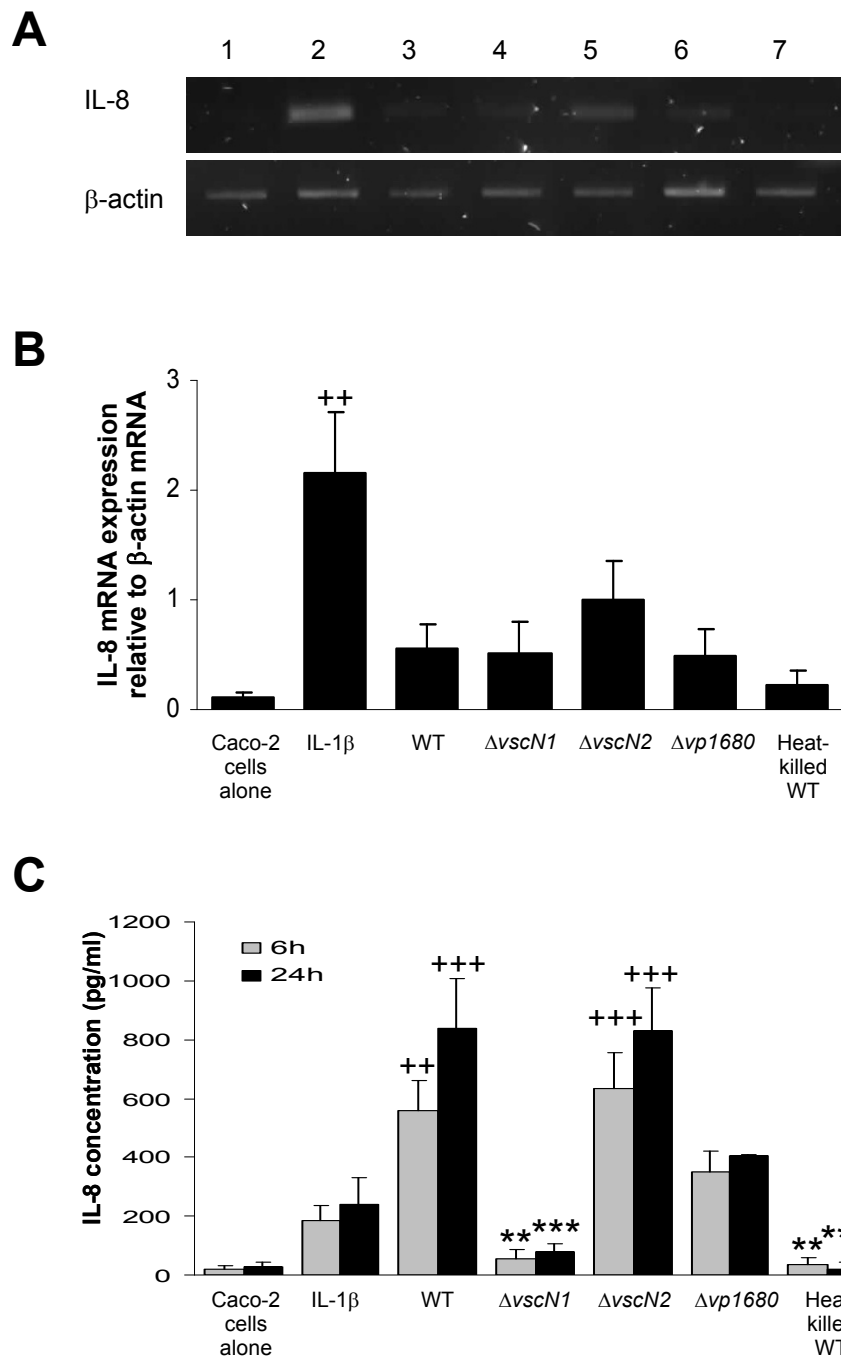 A
1 2 3 4 5 6 7
IL-8
β-actin
B
IL-8 mRNA expression
relative to β-actin mRNA
3
2
1
0
++
Caco-2
cells
alone
IL-1β
WT
ΔvscN1
ΔvscN2
Δvp1680
Heat-
killed
WT
C
IL-8 concentration (pg/ml)
1200
1000
800
600
400
200
0
6h
24h
++
+++
**
***
+++
+++
**
**
Caco-2
cells
alone
IL-1β
WT
ΔvscN1
ΔvscN2
Δvp1680
Hea
killed
WT